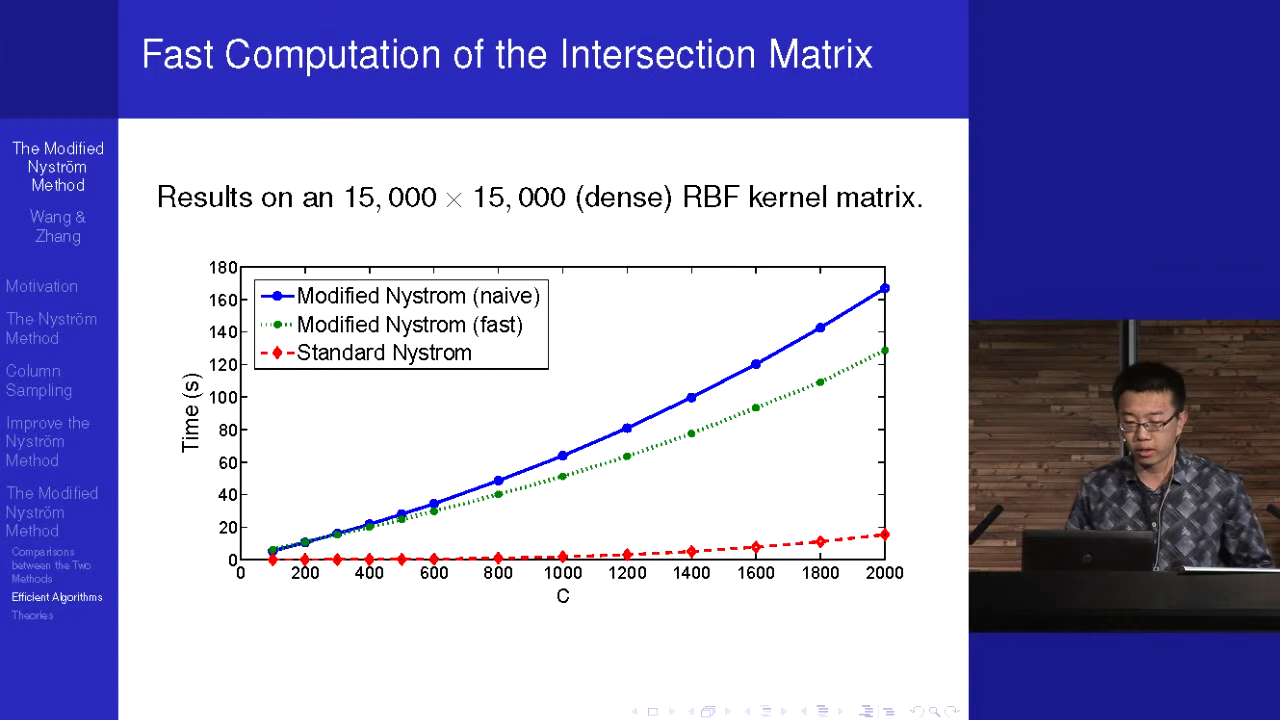 Fast Computation of the Intersection Matrix
The Modified
Nyström
Method
Wang &
Zhang
Motivation
The Nyström
Method
Column
Sampling
Improve the
Nyström
Method
The Modified
Nyström
Method
Comparisons
between the Two
Methods
Efficient Algorithms
Theories
Results on an 15,000 × 15,000 (dense) RBF kernel matrix.
Modified Nystrom (naive)
Modified Nystrom (fast)
Standard Nystrom
Time (s)
180
160
140
120
100
80
60
40
20
0
0 200 400 600 800 1000 1200 1400 1600 1800 2000
C